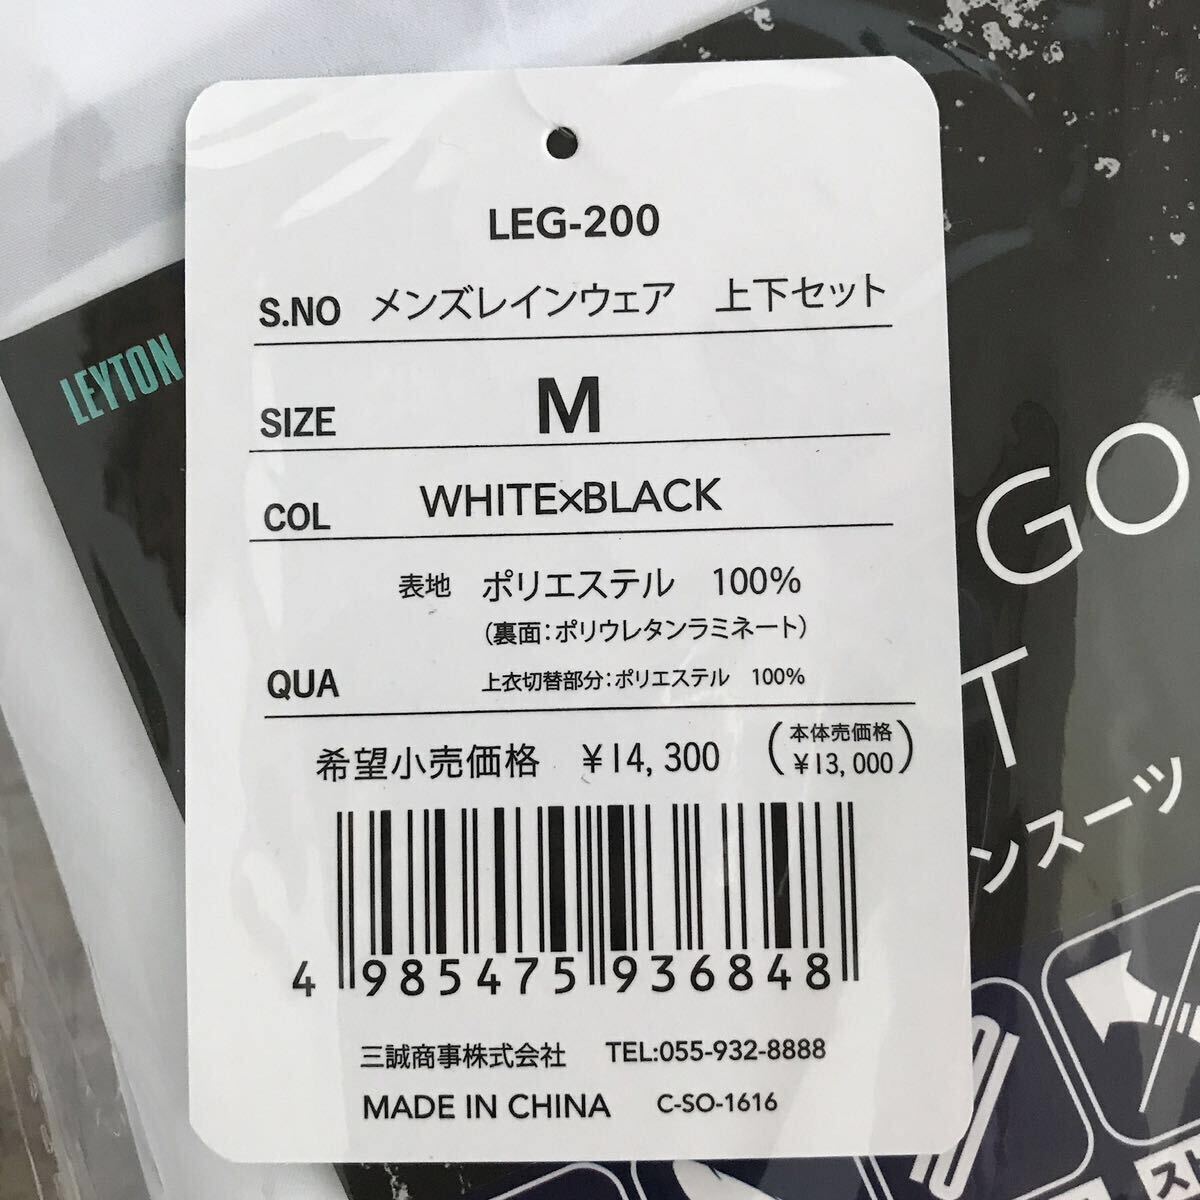 LEG-200
S.NO メンズレインウェア 上下セット
SIZE M
COL WHITE×BLACK
表地 ポリエステル 100%
(裏面:ポリウレタンラミネート)
QUA 上衣切替部分:ポリエステル 100%
希望小売価格 ¥14,300 (本体売価格 ¥13,000)
4 985475 936848
三誠商事株式会社 TEL:055-932-8888
MADE IN CHINA C-SO-1616
LEYTON
GO
T
ンスーツ
スト